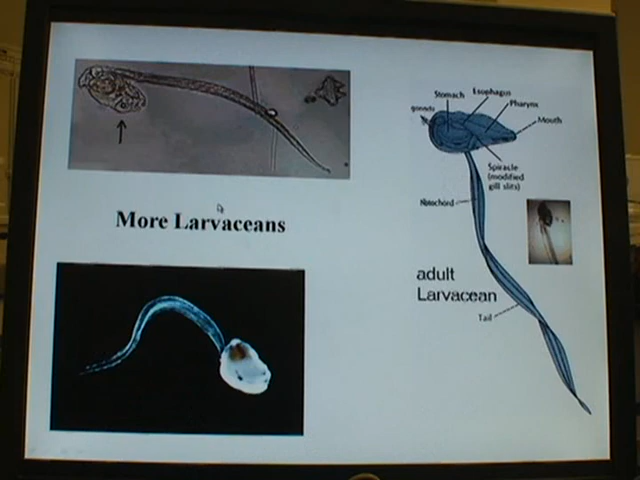 More Larvaceans
Stomach
Esophagus
gonads
Pharynx
Mouth
Spiracle
(modified
gill slits)
Notochord
adult
Larvacean
Tail